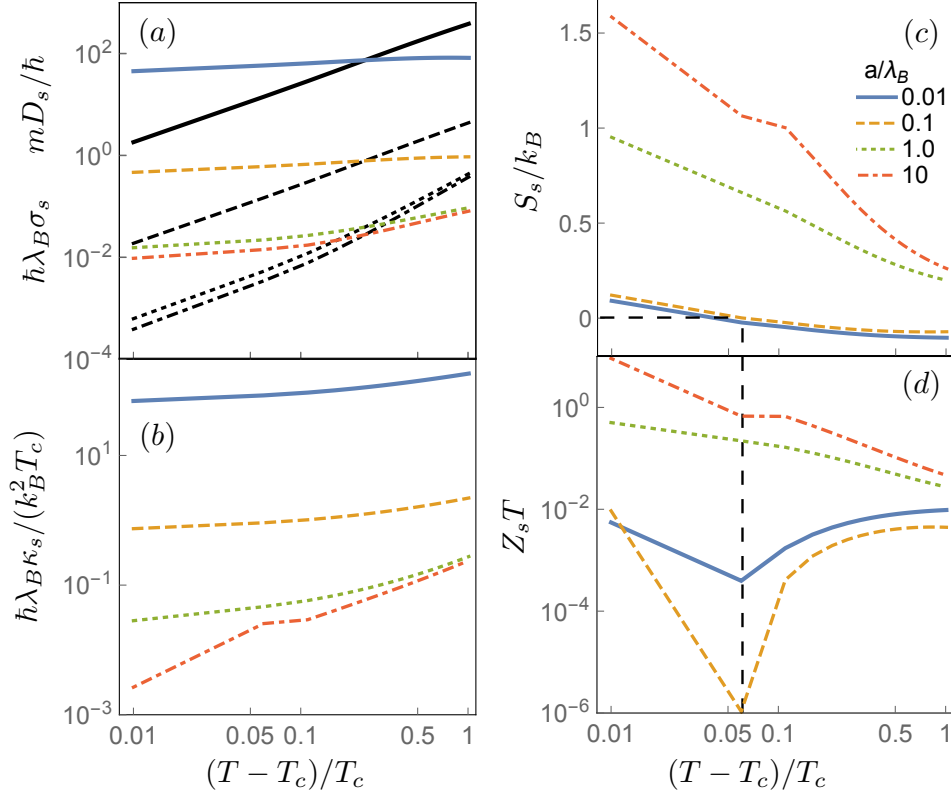 (a)
mD_s/ħ
ħλ_Bσ_s
10^2
10^0
10^{-2}
10^{-4}
(b)
ħλ_Bκ_s/(k_B^2T_c)
10^1
10^{-1}
10^{-3}
0.01
0.05
0.1
0.5
1
(T − T_c)/T_c
(c)
S_s/k_B
1.5
1
0.5
0
a/λ_B
0.01
0.1
1.0
10
(d)
Z_sT
10^0
10^{-2}
10^{-4}
10^{-6}
0.01
0.05
0.1
0.5
1
(T − T_c)/T_c